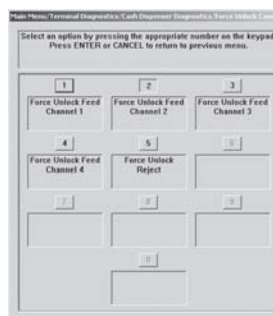 Main Menu/Terminal Diagnostics/Cash Dispenser Diagnostics/Force Unlock Cas
Select an option by pressing the appropriate number on the keypad
Press ENTER or CANCEL to return to previous menu.
1 2 3
Force Unlock Feed Channel 1
Force Unlock Feed Channel 2
Force Unlock Feed Channel 3
4 5 6
Force Unlock Feed Channel 4
Force Unlock Reject
7 8 9
0